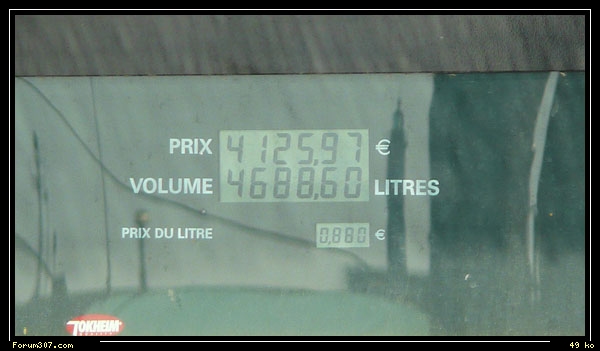 PRIX 4125,97 €
VOLUME 4688,60 LITRES
PRIX DU LITRE 0,880 €
TOKHEIM
Forum307.com 49 ko